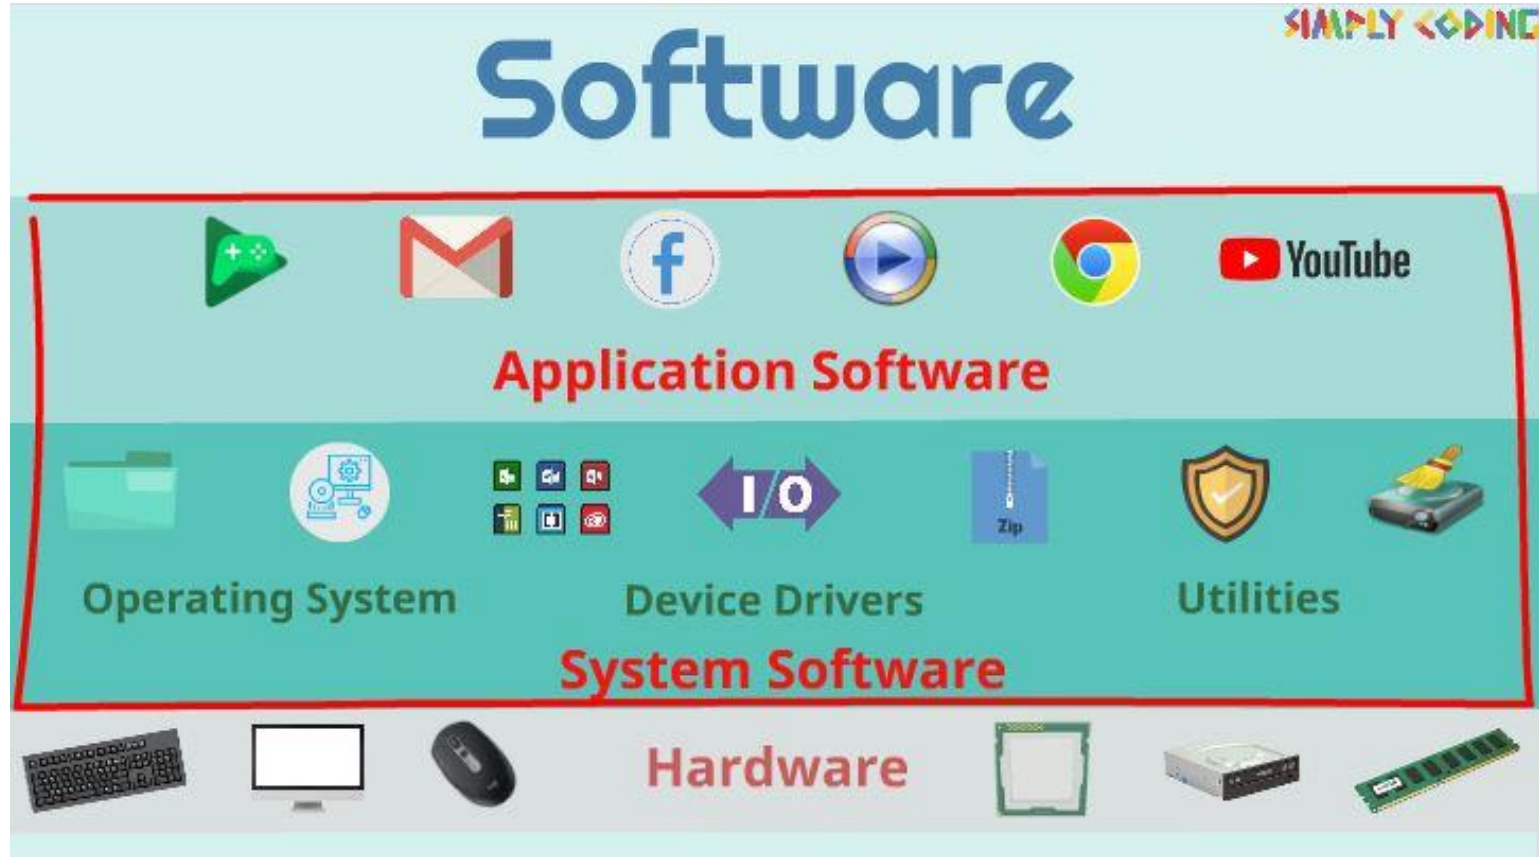 SIMPLY CODING
Software
YouTube
Application Software
I/O
Zip
Operating System
Device Drivers
Utilities
System Software
Hardware